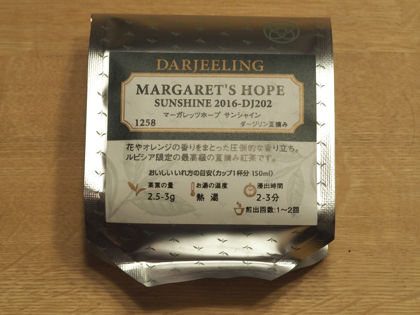 DARJEELING
MARGARET'S HOPE
SUNSHINE 2016-DJ202
マーガレッツホープ サンシャイン
1258 ダージリン夏摘み
花やオレンジの香りをまとった圧倒的な香り立ち。
ルピシア限定の最高級の夏摘み紅茶です。
おいしいいれ方の目安(カップ1杯分 150ml)
茶葉の量 お湯の温度 浸出時間
2.5-3g 熱湯 2-3分
煎出回数:1~2回